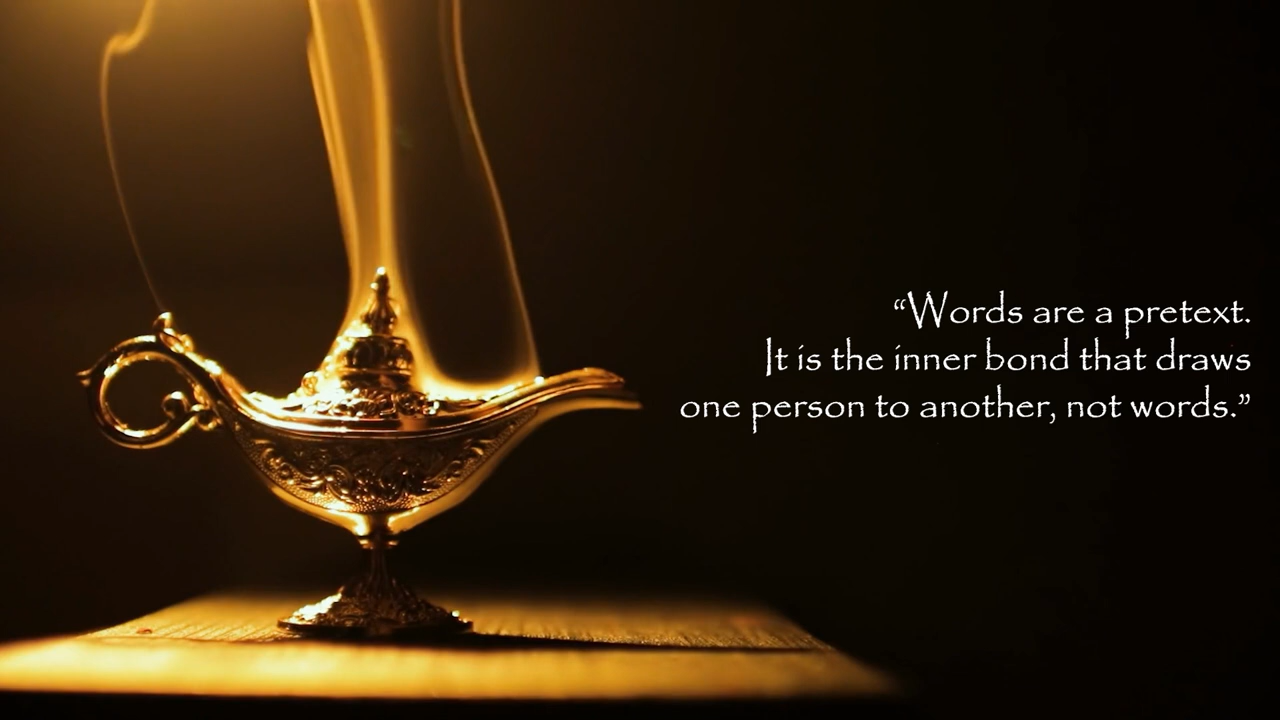 “Words are a pretext.
It is the inner bond that draws
one person to another, not words.”